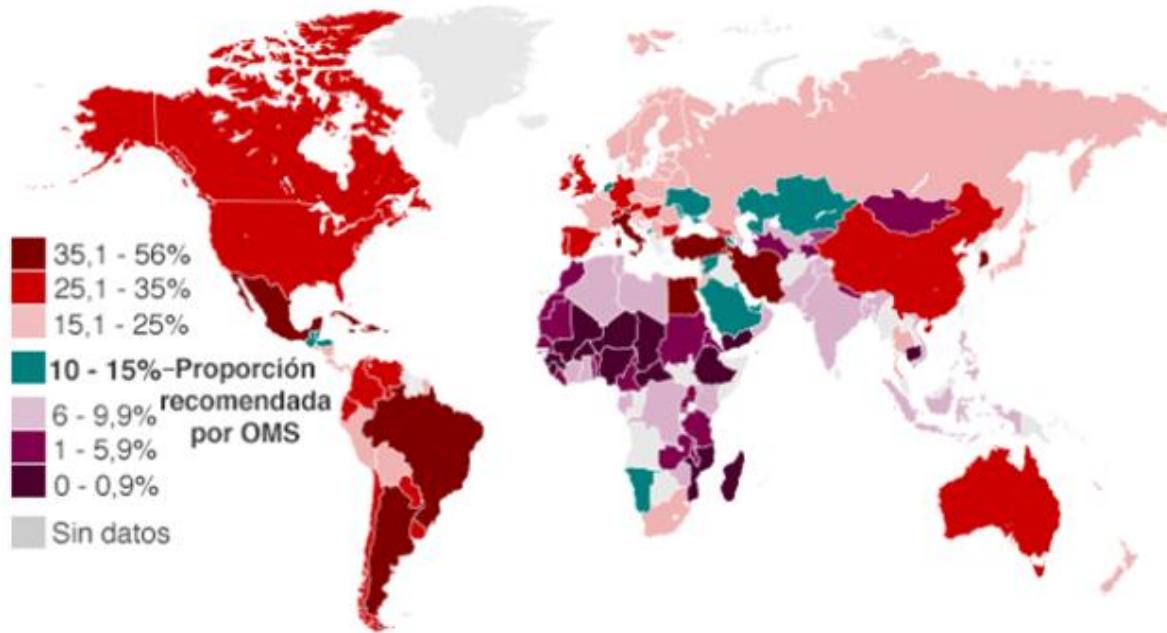 35,1 - 56%
25,1 - 35%
15,1 - 25%
10 - 15%-Proporción
recomendada
por OMS
6 - 9,9%
1 - 5,9%
0 - 0,9%
Sin datos